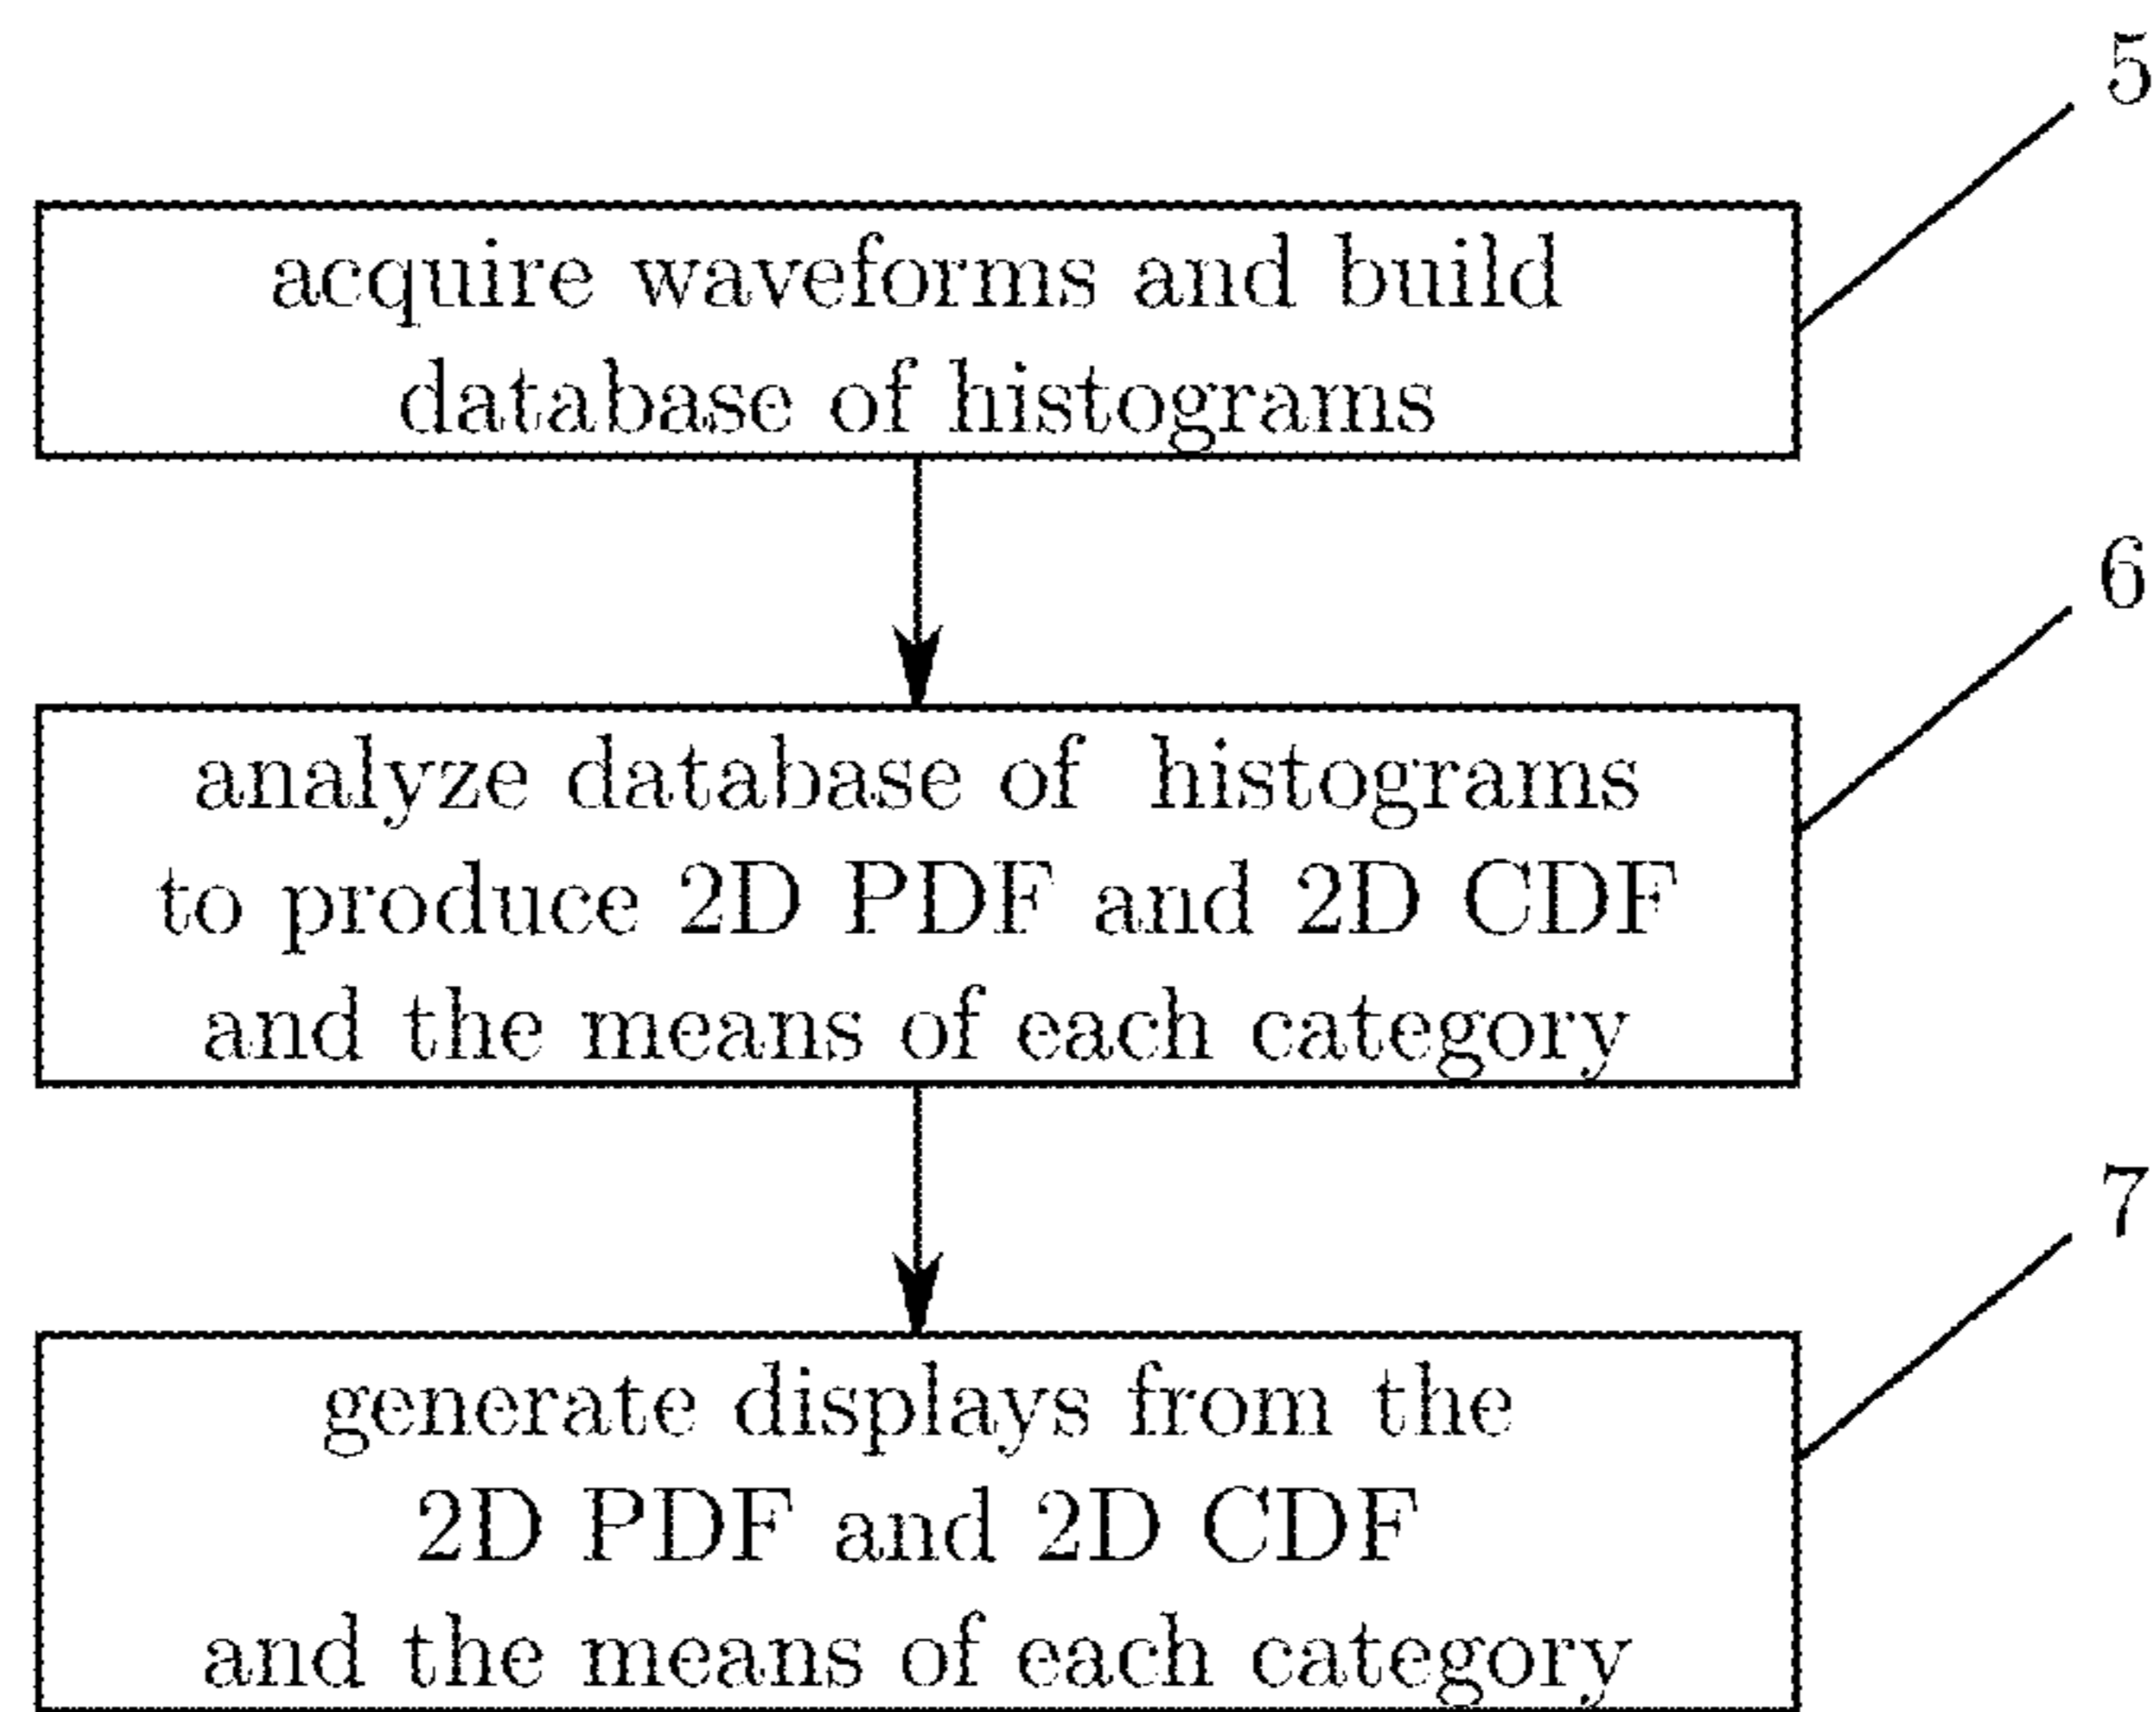 5
acquire waveforms and build
database of histograms
6
analyze database of histograms
to produce 2D PDF and 2D CDF
and the means of each category
7
generate displays from the
2D PDF and 2D CDF
and the means of each category